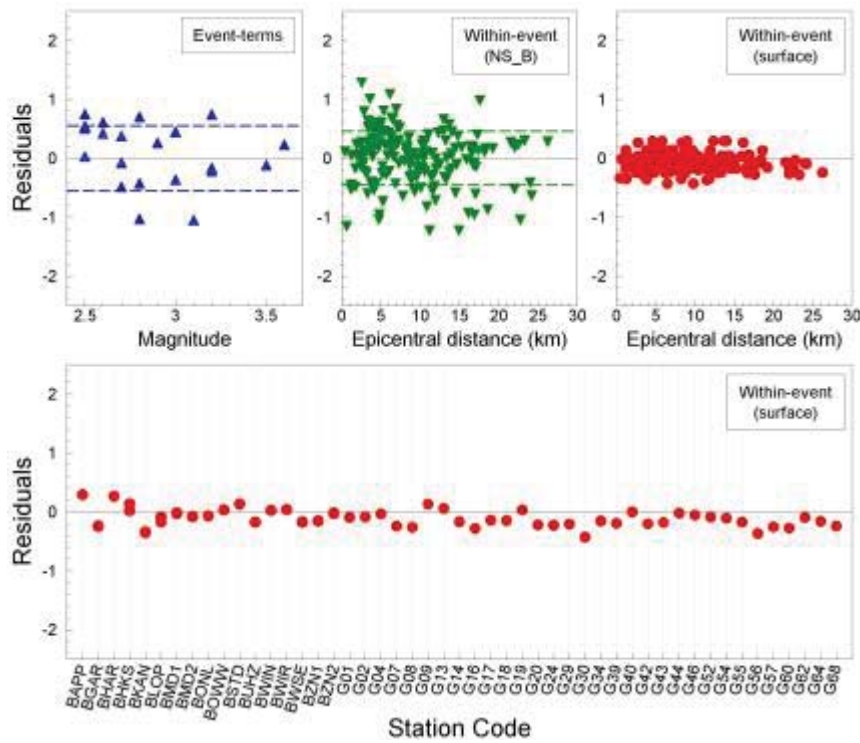 Event-terms
Within-event
(NS_B)
Within-event
(surface)
Residuals
2
1
0
-1
-2
2.5
3
3.5
0
5
10
15
20
25
30
0
5
10
15
20
25
30
Magnitude
Epicentral distance (km)
Epicentral distance (km)
Within-event
(surface)
Residuals
2
1
0
-1
-2
BAPP
BGAR
BHAR
BHKS
BKAN
BLOP
BMD1
BMD2
BONL
BOWW
BSTD
BUHZ
BWIN
BWIR
BWSE
BZN1
BZN2
G01
G02
G04
G07
G08
G09
G13
G14
G16
G17
G18
G19
G20
G24
G29
G30
G34
G39
G40
G42
G43
G44
G46
G52
G54
G55
G56
G57
G60
G62
G64
G68
Station Code